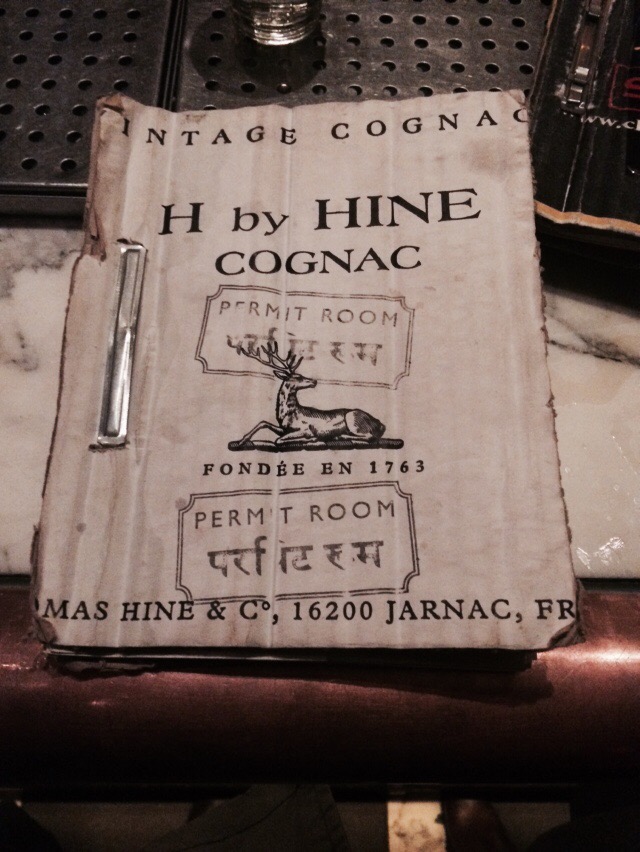 INTAGE COGNAC
H by HINE
COGNAC
PERMIT ROOM
परमिट रुम
FONDÉE EN 1763
PERMIT ROOM
परमिट रुम
MAS HINE & Cº, 16200 JARNAC, FR